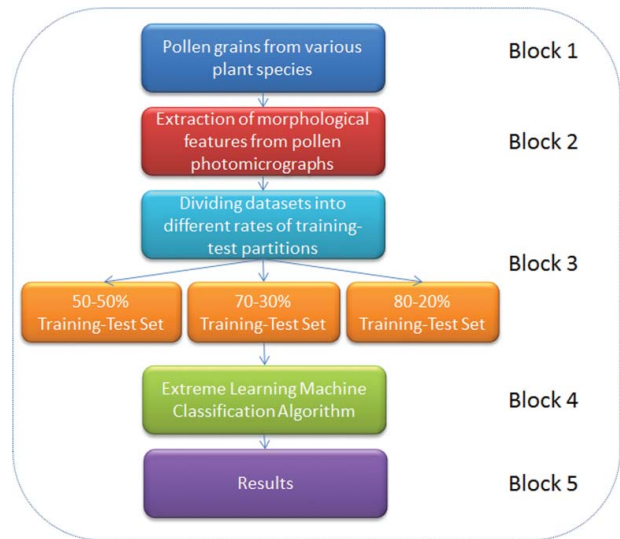 Pollen grains from various
plant species
Block 1
Extraction of morphological
features from pollen
photomicrographs
Block 2
Dividing datasets into
different rates of training-
test partitions
Block 3
50-50%
Training-Test Set
70-30%
Training-Test Set
80-20%
Training-Test Set
Extreme Learning Machine
Classification Algorithm
Block 4
Results
Block 5